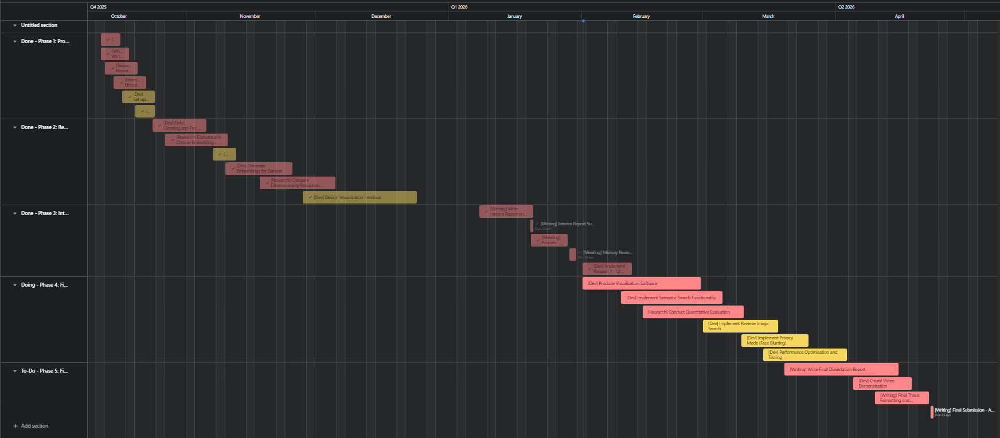 Q4 2025
Q1 2026
Q2 2026
October
November
December
January
February
March
April
Untitled section
Done - Phase 1: Pro...
[...
[Wri...
Writ...
[Resea...
Resear...
[Meeti...
Ethical...
[Dev]
Set up...
[...
Done - Phase 2: Re...
[Dev] Data
Cleaning and Pre-...
[Research] Evaluate and
Choose Embedding...
[...
[Dev] Generate
Embeddings for Dataset
[Research] Compare
Dimensionality Reduction...
[Dev] Design Visualisation Interface
Done - Phase 3: Int...
[Writing] Write
Interim Report an...
[Writing] Interim Report Su...
Due 20 Jan
[Meeting]
Prepare...
[Meeting] Midway Revie...
29 – 30 Jan
[Dev] Implement
Request 1 - UI...
Doing - Phase 4: Fi...
[Dev] Produce Visualisation Software
[Dev] Implement Semantic Search Functionality
[Research] Conduct Quantitative Evaluation
[Dev] Implement Reverse Image
Search
[Dev] Implement Privacy
Mode (Face Blurring)
[Dev] Performance Optimisation and
Testing
To-Do - Phase 5: Fi...
[Writing] Write Final Dissertation Report
[Dev] Create Video
Demonstration
[Writing] Final Thesis
Formatting and...
[Writing] Final Submission - A...
Due 23 Apr
+ Add section